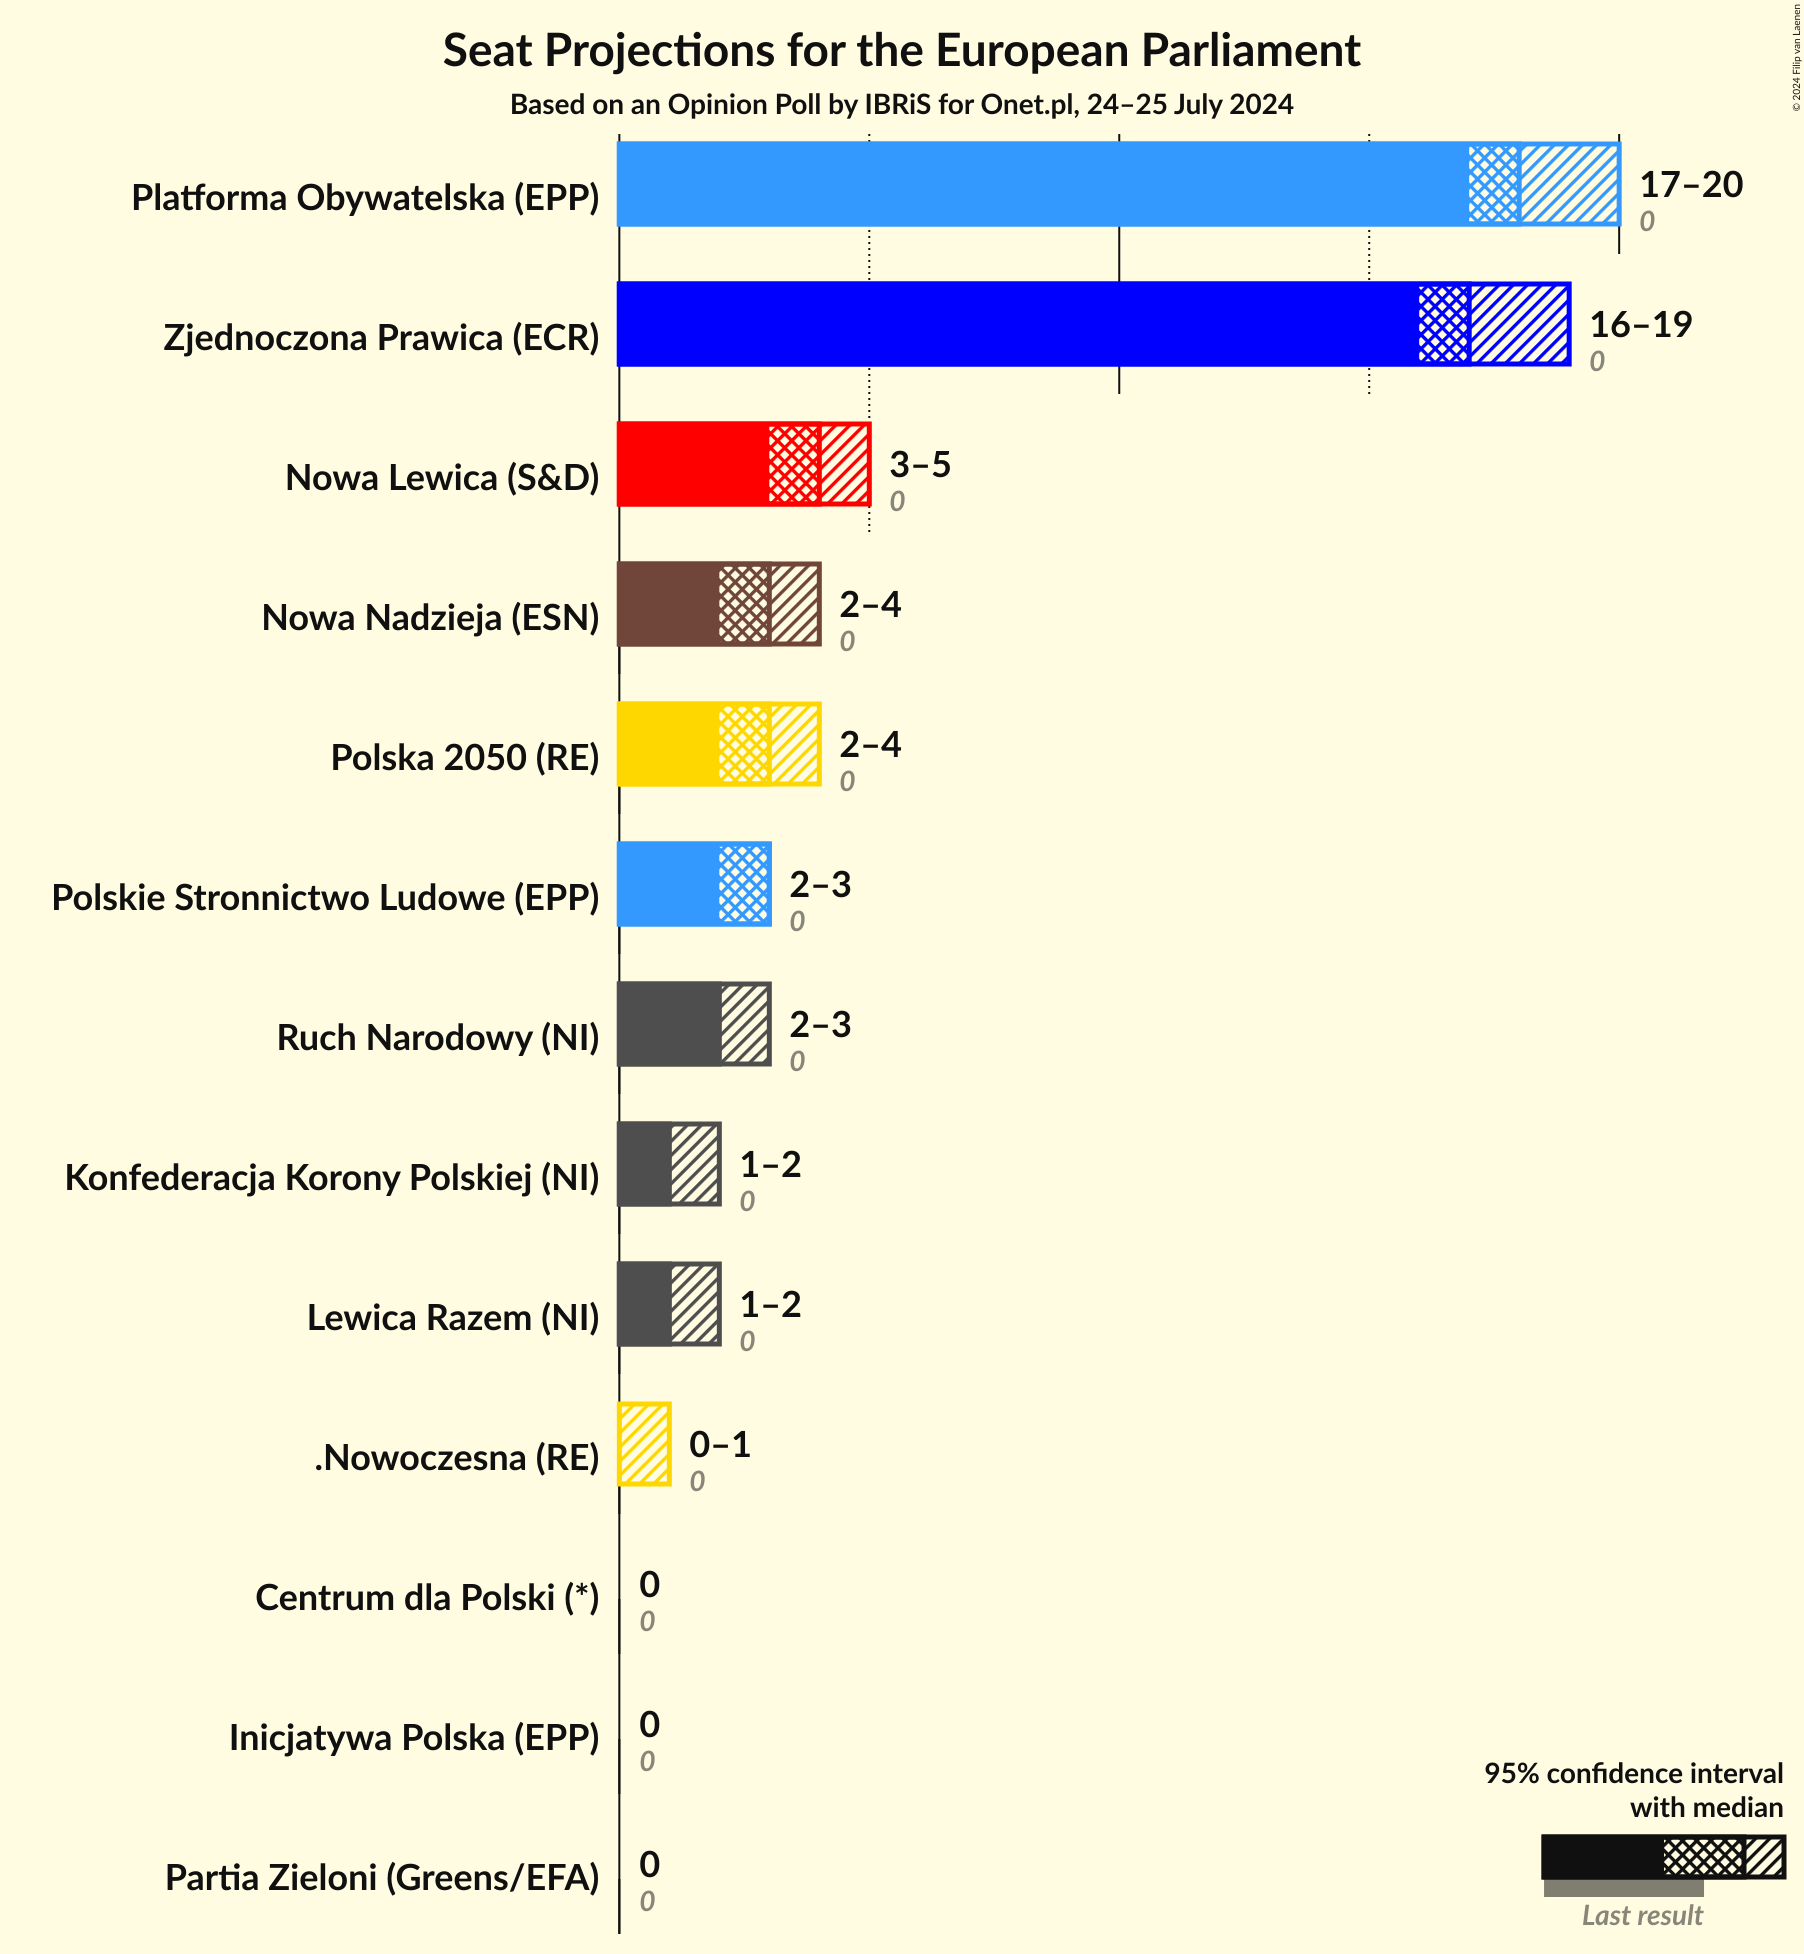 Seat Projections for the European Parliament
Based on an Opinion Poll by IBRiS for Onet.pl, 24–25 July 2024
© 2024 Filip van Laenen
Platforma Obywatelska (EPP)
17–20
0
Zjednoczona Prawica (ECR)
16–19
0
Nowa Lewica (S&D)
3–5
0
Nowa Nadzieja (ESN)
2–4
0
Polska 2050 (RE)
2–4
0
Polskie Stronnictwo Ludowe (EPP)
2–3
0
Ruch Narodowy (NI)
2–3
0
Konfederacja Korony Polskiej (NI)
1–2
0
Lewica Razem (NI)
1–2
0
.Nowoczesna (RE)
0–1
0
Centrum dla Polski (*)
0
0
Inicjatywa Polska (EPP)
0
0
Partia Zieloni (Greens/EFA)
0
0
95% confidence interval
with median
Last result